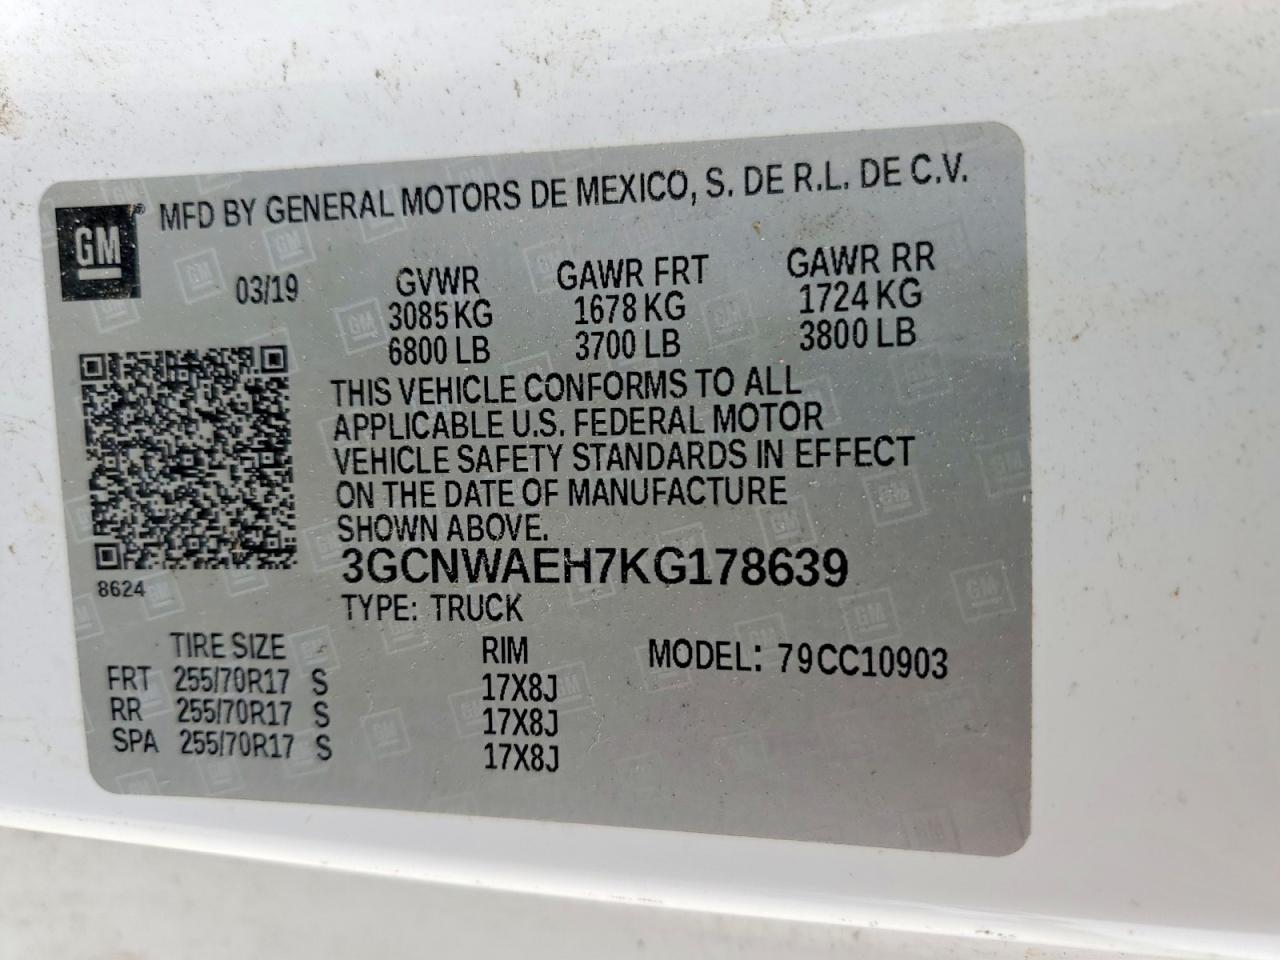 GM
® MFD BY GENERAL MOTORS DE MEXICO, S. DE R.L. DE C.V.
03/19 GVWR GAWR FRT GAWR RR
3085 KG 1678 KG 1724 KG
6800 LB 3700 LB 3800 LB
THIS VEHICLE CONFORMS TO ALL
APPLICABLE U.S. FEDERAL MOTOR
VEHICLE SAFETY STANDARDS IN EFFECT
ON THE DATE OF MANUFACTURE
SHOWN ABOVE.
3GCNWAEH7KG178639
8624
TYPE: TRUCK
TIRE SIZE RIM MODEL: 79CC10903
FRT 255/70R17 S 17X8J
RR 255/70R17 S 17X8J
SPA 255/70R17 S 17X8J